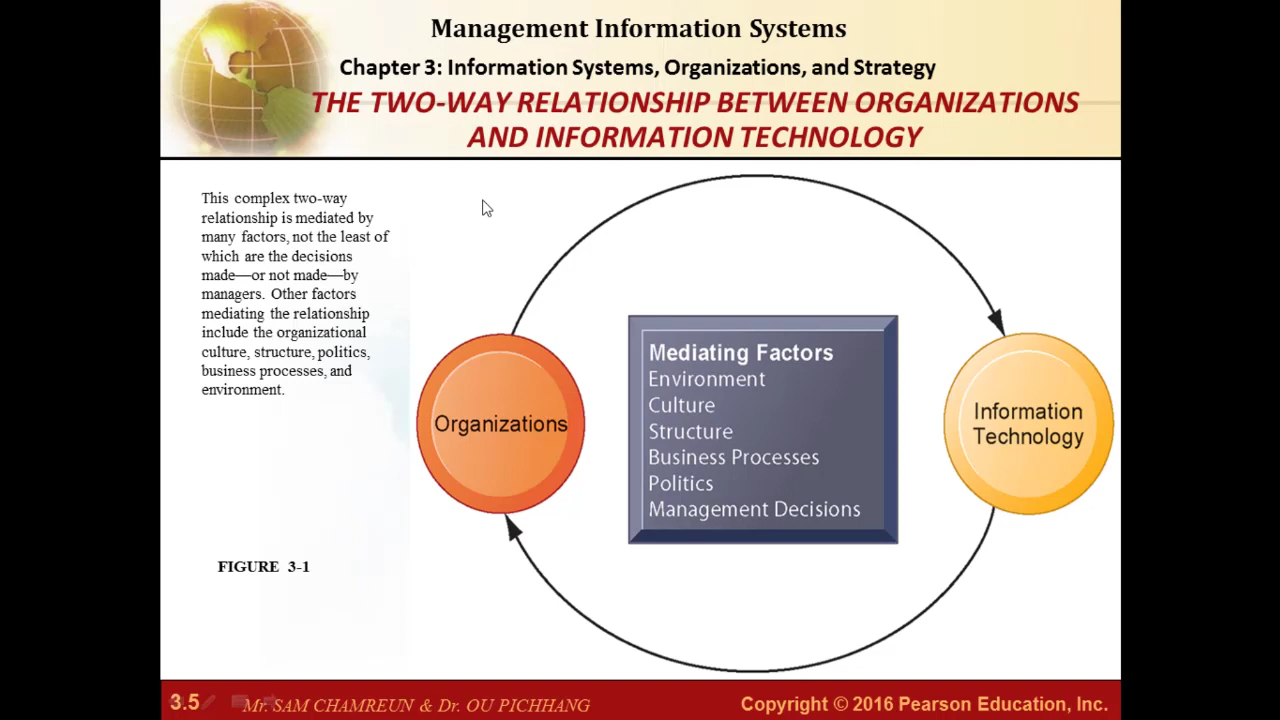 Management Information Systems
Chapter 3: Information Systems, Organizations, and Strategy
THE TWO-WAY RELATIONSHIP BETWEEN ORGANIZATIONS
AND INFORMATION TECHNOLOGY
This complex two-way
relationship is mediated by
many factors, not the least of
which are the decisions
made—or not made—by
managers. Other factors
mediating the relationship
include the organizational
culture, structure, politics,
business processes, and
environment.
FIGURE 3-1
Organizations
Mediating Factors
Environment
Culture
Structure
Business Processes
Politics
Management Decisions
Information
Technology
3.5
Mr. SAM CHAMREUN & Dr. OU PICHHANG
Copyright © 2016 Pearson Education, Inc.